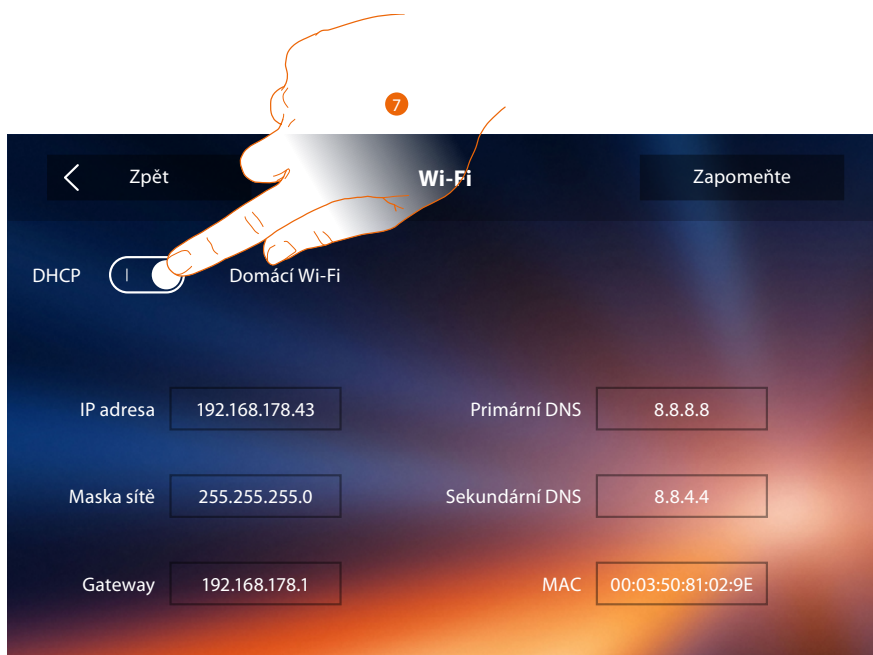 7
Zpět
Wi-Fi
Zapomeňte
DHCP
Domácí Wi-Fi
IP adresa 192.168.178.43
Primární DNS 8.8.8.8
Maska sítě 255.255.255.0
Sekundární DNS 8.8.4.4
Gateway 192.168.178.1
MAC 00:03:50:81:02:9E